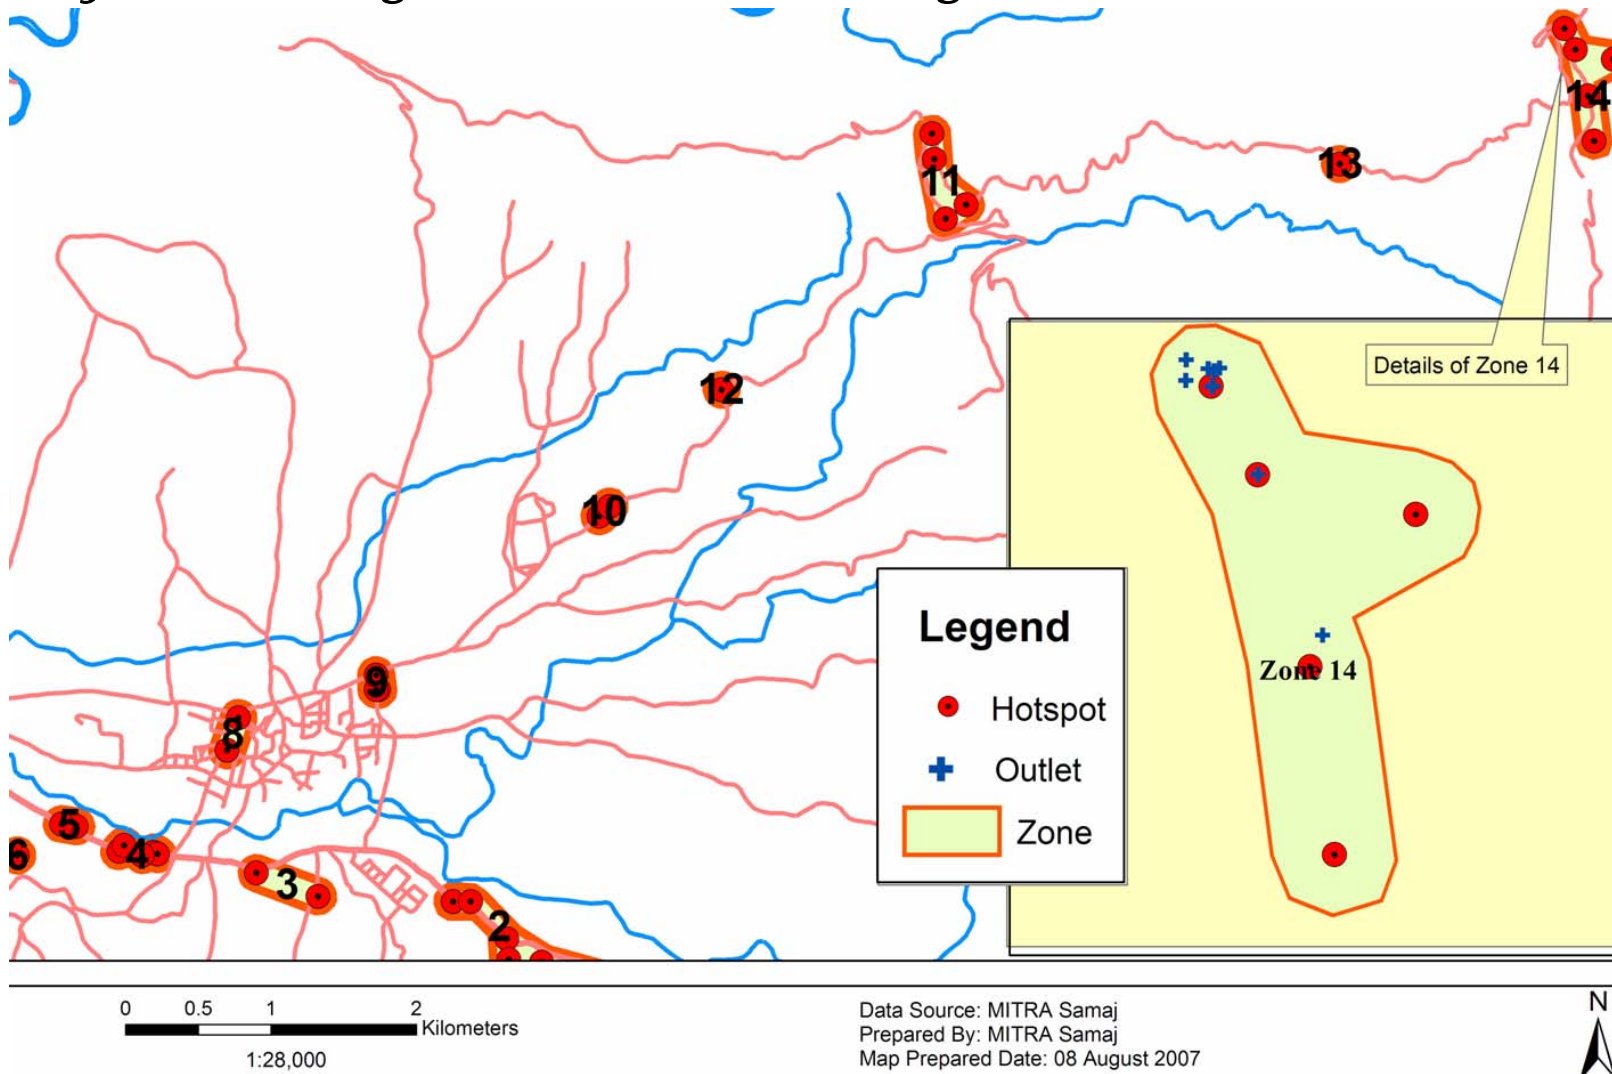 14
11
13
Details of Zone 14
12
10
Legend
9
Zone 14
Hotspot
8
Outlet
5
Zone
6
4
3
2
0 0.5 1 2
Kilometers
1:28,000
Data Source: MITRA Samaj
Prepared By: MITRA Samaj
Map Prepared Date: 08 August 2007
N